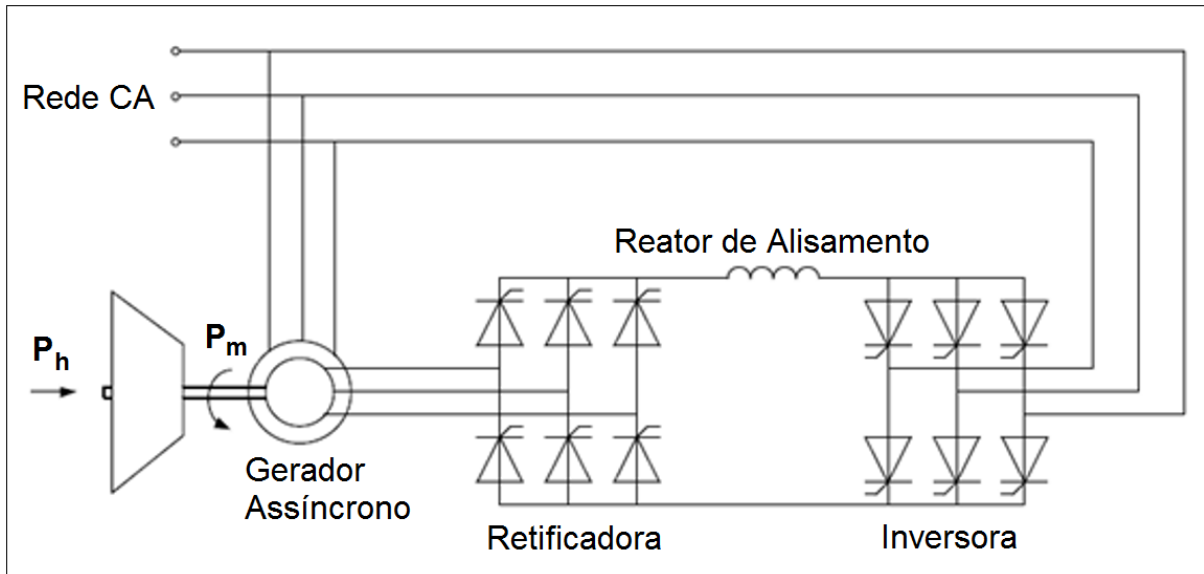 Rede CA
Reator de Alisamento
Ph
Pm
Gerador
Assíncrono
Retificadora
Inversora